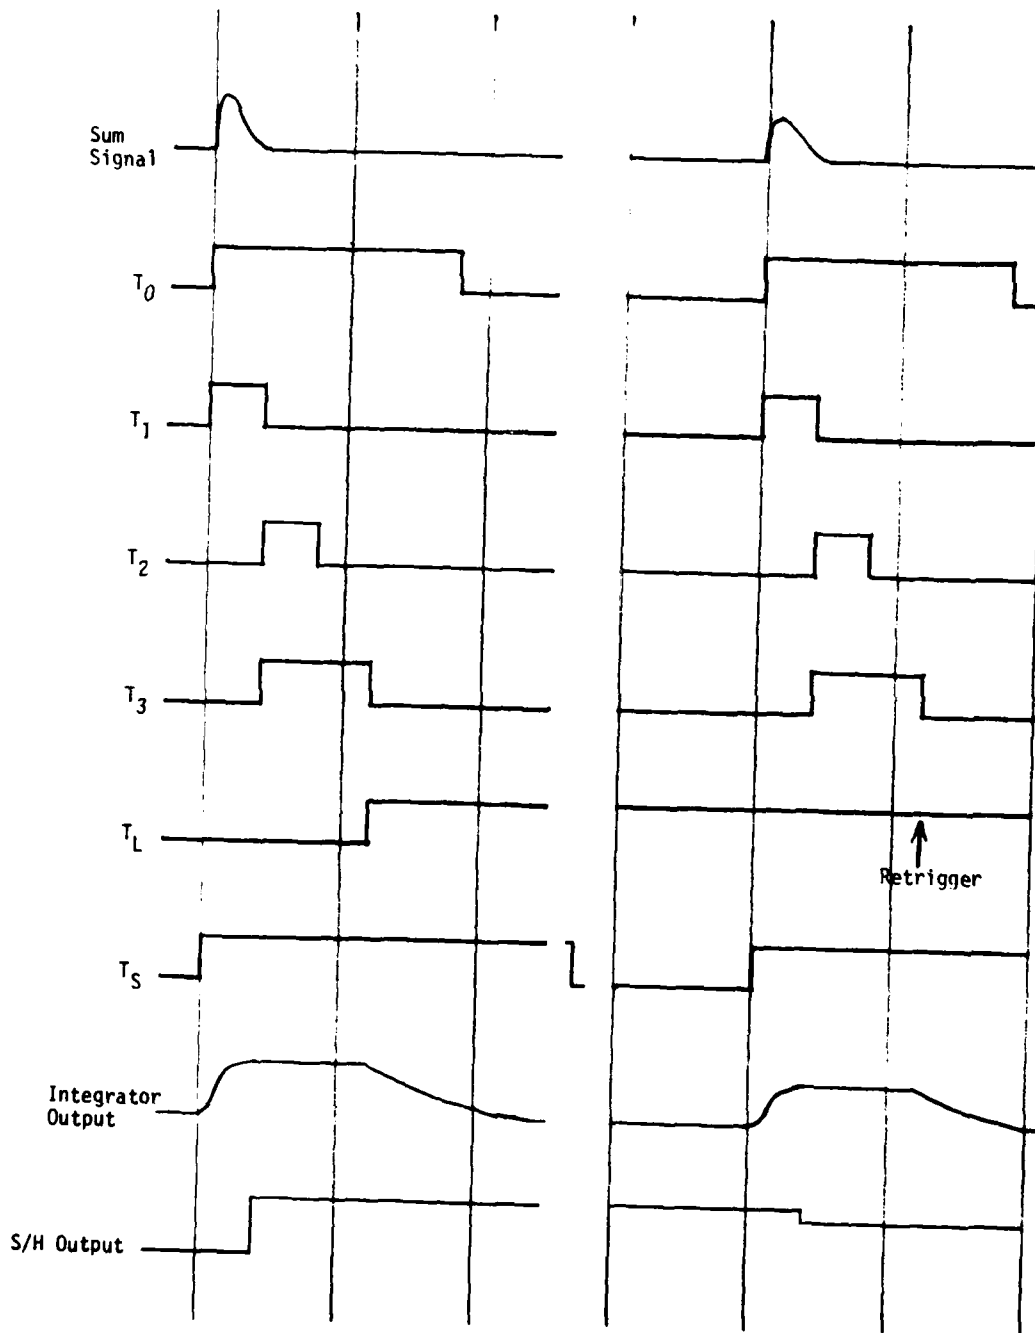 Sum
Signal
T0
T1
T2
T3
TL
Retrigger
TS
Integrator
Output
S/H Output